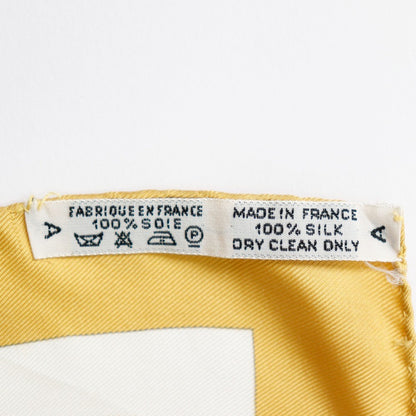 A
FABRIQUE EN FRANCE
100% SOIE
P
MADE IN FRANCE
100% SILK
DRY CLEAN ONLY
A